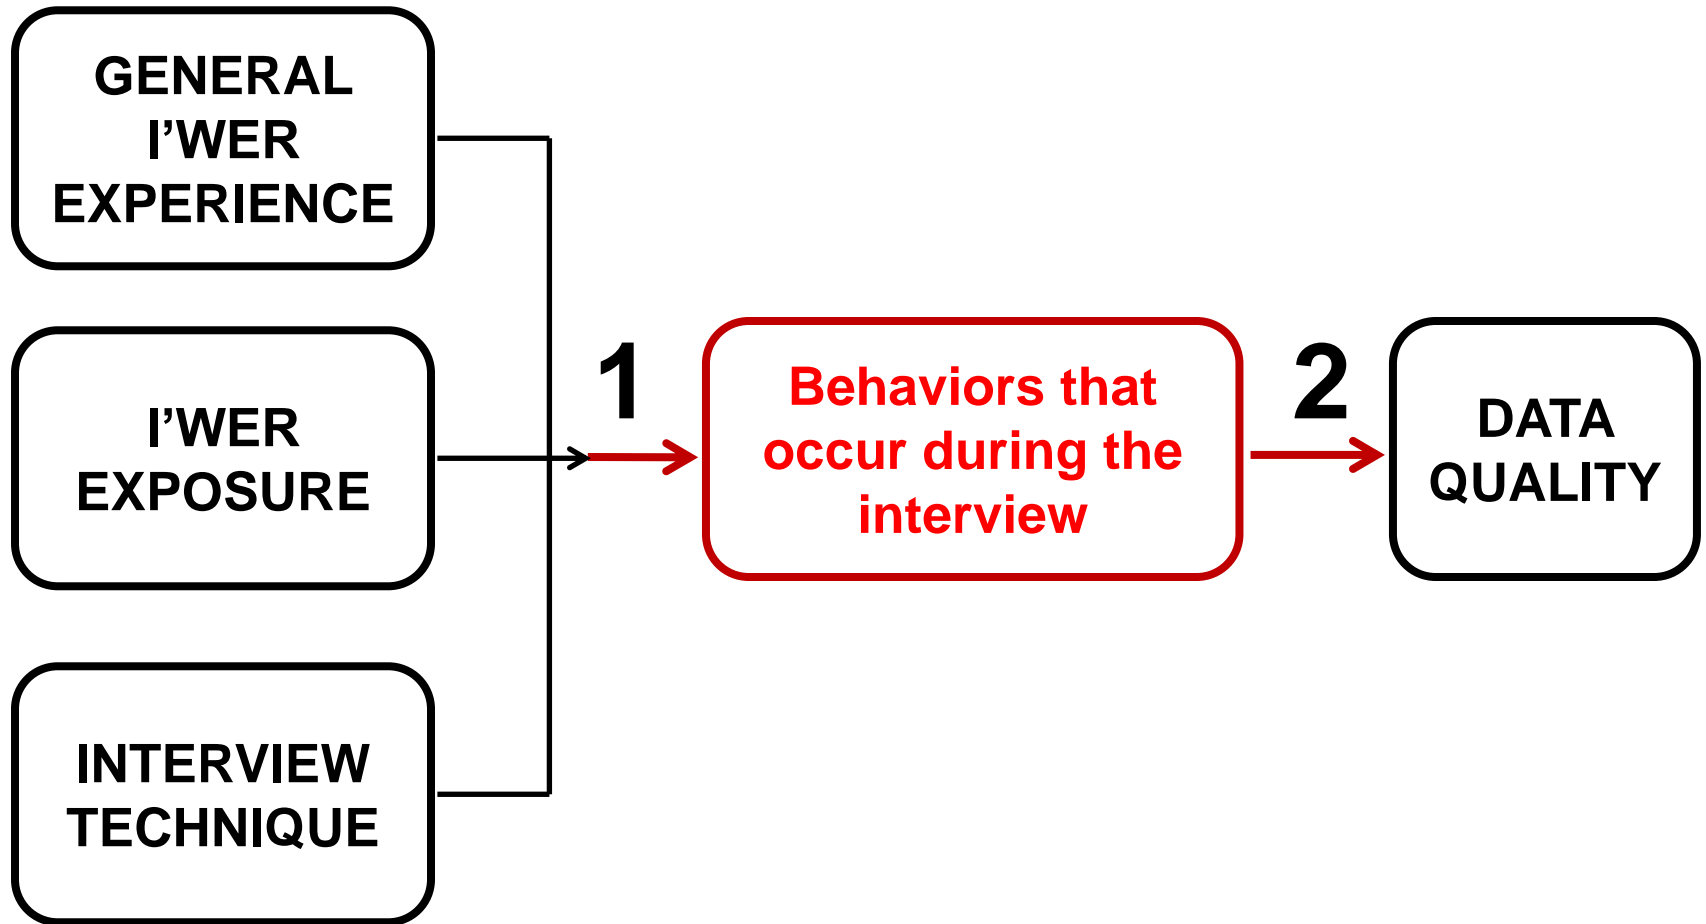 GENERAL
I’WER
EXPERIENCE
I’WER
EXPOSURE
INTERVIEW
TECHNIQUE
1
Behaviors that
occur during the
interview
2
DATA
QUALITY